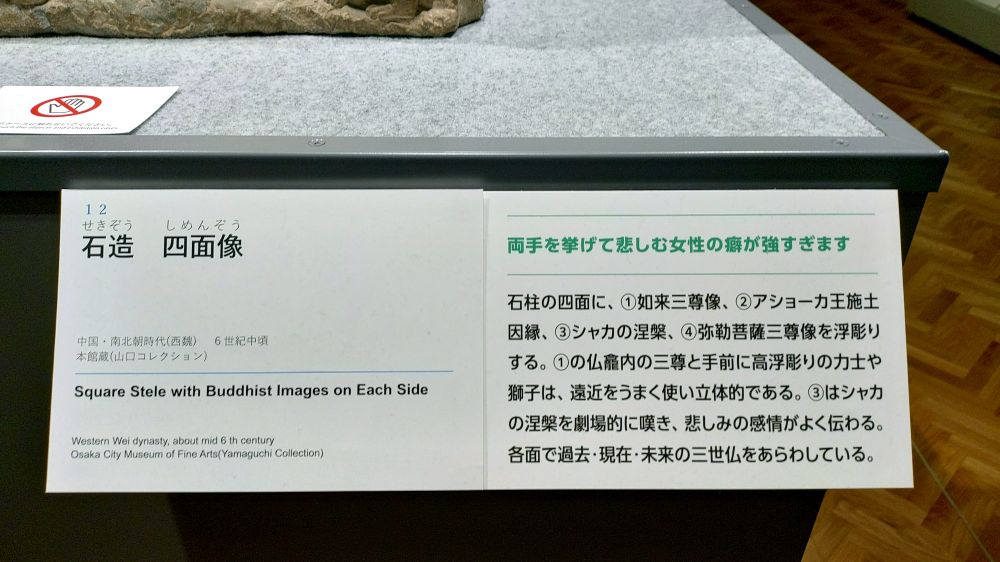 12
せきぞう しめんぞう
石造 四面像
中国・南北朝時代(西魏) 6世紀中頃
本館蔵(山口コレクション)
Square Stele with Buddhist Images on Each Side
Western Wei dynasty, about mid 6 th century
Osaka City Museum of Fine Arts(Yamaguchi Collection)
両手を挙げて悲しむ女性の癖が強すぎます
石柱の四面に、①如来三尊像、②アショーカ王施土
因縁、③シャカの涅槃、④弥勒菩薩三尊像を浮彫り
する。①の仏龕内の三尊と手前に高浮彫りの力士や
獅子は、遠近をうまく使い立体的である。③はシャカ
の涅槃を劇場的に嘆き、悲しみの感情がよく伝わる。
各面で過去・現在・未来の三世仏をあらわしている。